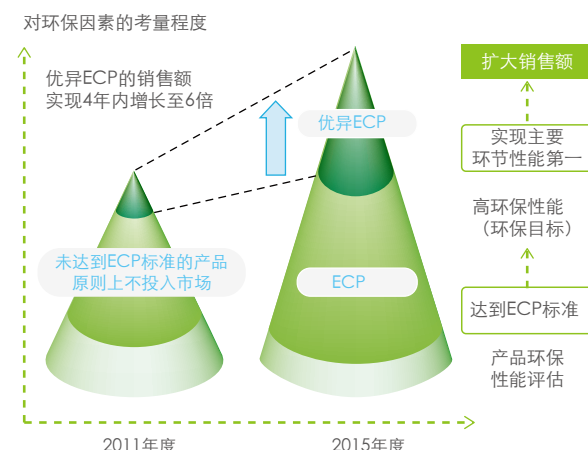 对环保因素的考量程度
优异ECP的销售额
实现4年内增长至6倍
扩大销售额
优异ECP
实现主要
环节性能第一
高环保性能
（环保目标）
未达到ECP标准的产品
原则上不投入市场
ECP
达到ECP标准
产品环保
性能评估
2011年度
2015年度